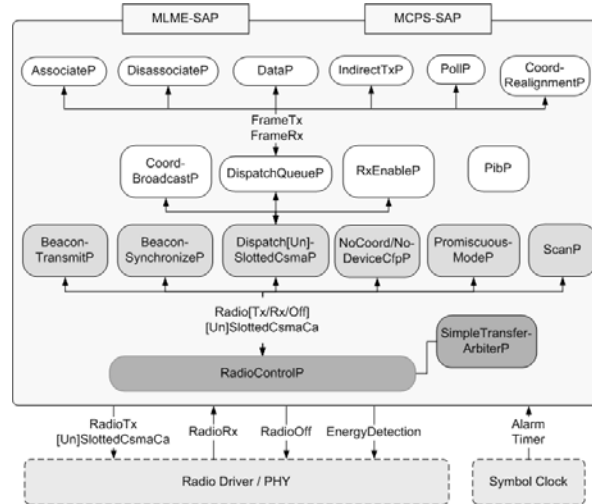 MLME-SAP
MCPS-SAP
AssociateP
DisassociateP
DataP
IndirectTxP
PollP
Coord-
RealignmentP
FrameTx
FrameRx
Coord-
BroadcastP
DispatchQueueP
RxEnableP
PibP
Beacon-
TransmitP
Beacon-
SynchronizeP
Dispatch[Un]-
SlottedCsmaP
NoCoord/No-
DeviceCfpP
Promiscuous-
ModeP
ScanP
Radio[Tx/Rx/Off]
[Un]SlottedCsmaCa
SimpleTransfer-
ArbiterP
RadioControlP
RadioTx
[Un]SlottedCsmaCa
RadioRx
RadioOff
EnergyDetection
Alarm
Timer
Radio Driver / PHY
Symbol Clock